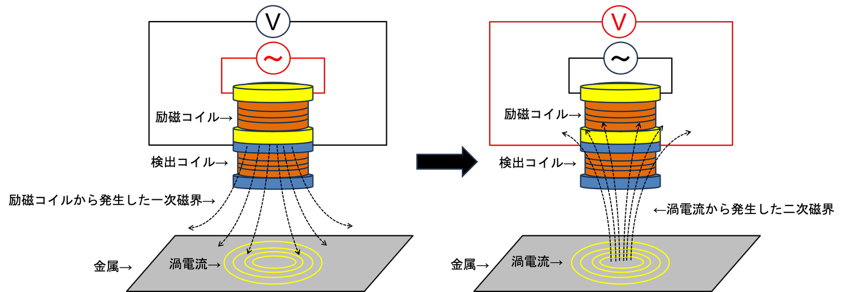 V
～
励磁コイル→
検出コイル→
励磁コイルから発生した一次磁界→
渦電流→
金属→
V
～
励磁コイル→
検出コイル→
←渦電流から発生した二次磁界
渦電流→
金属→